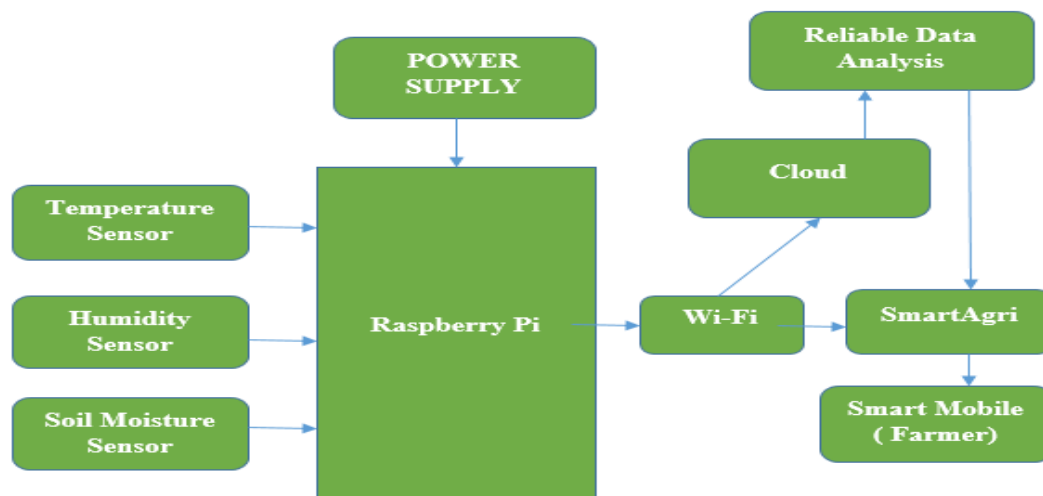 POWER
SUPPLY
Reliable Data
Analysis
Cloud
Temperature
Sensor
Humidity
Sensor
Soil Moisture
Sensor
Raspberry Pi
Wi-Fi
SmartAgri
Smart Mobile
( Farmer)